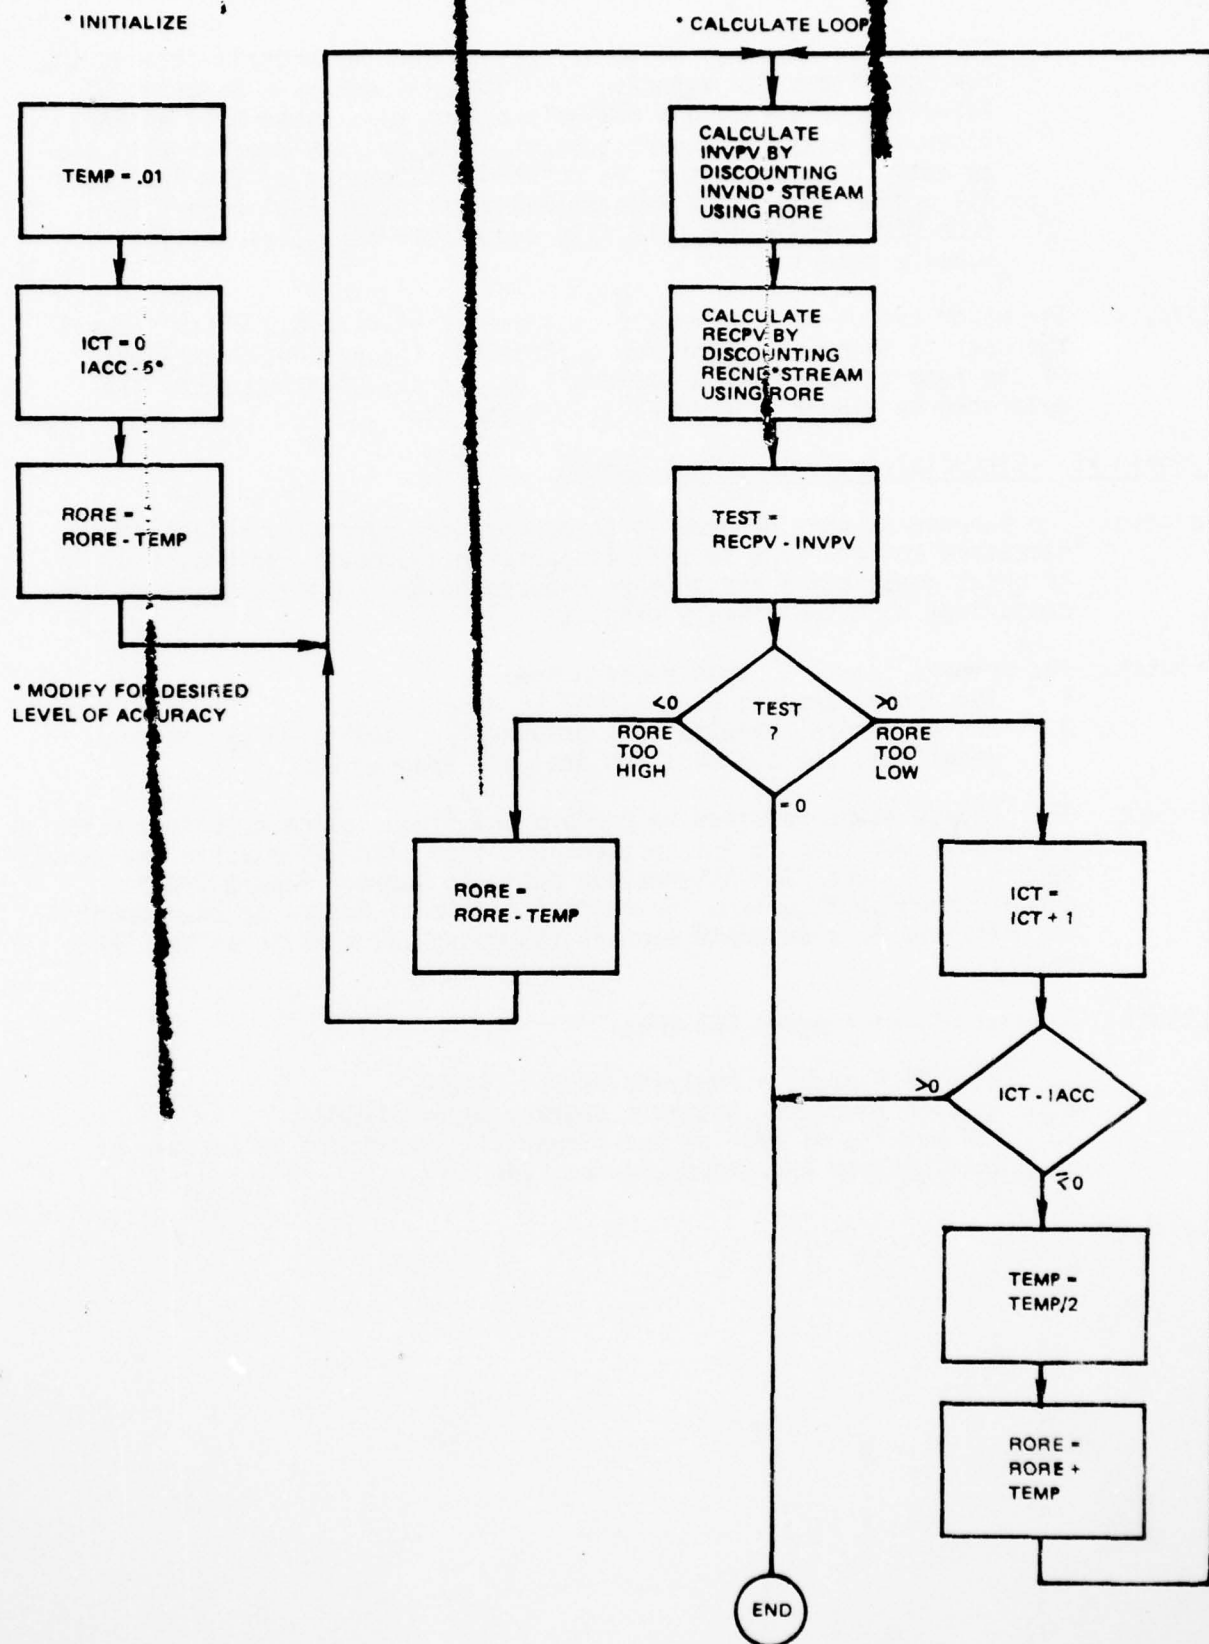 * INITIALIZE
TEMP = .01
ICT = 0
IACC - 5*
RORE =
RORE - TEMP
* MODIFY FOR DESIRED
LEVEL OF ACCURACY
* CALCULATE LOOP
CALCULATE
INVPV BY
DISCOUNTING
INVND* STREAM
USING RORE
CALCULATE
RECPV BY
DISCOUNTING
RECND* STREAM
USING RORE
TEST =
RECPV - INVPV
TEST
?
<0
RORE
TOO
HIGH
>0
RORE
TOO
LOW
= 0
RORE =
RORE - TEMP
ICT =
ICT + 1
ICT - IACC
>0
≤0
TEMP =
TEMP/2
RORE =
RORE +
TEMP
END